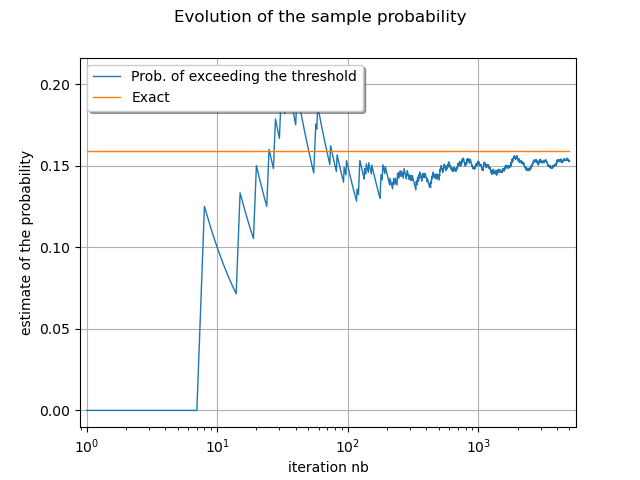 Evolution of the sample probability
Prob. of exceeding the threshold
Exact
estimate of the probability
0.20
0.15
0.10
0.05
0.00
10⁰
10¹
10²
10³
iteration nb